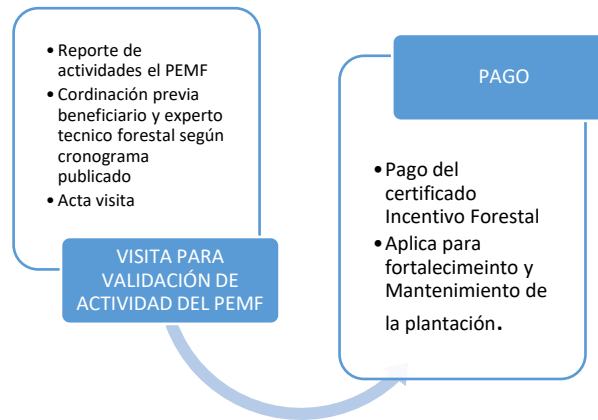 • Reporte de
actividades el PEMF
• Cordinación previa
beneficiario y experto
tecnico forestal según
cronograma
publicado
• Acta visita
VISITA PARA
VALIDACIÓN DE
ACTIVIDAD DEL PEMF
PAGO
• Pago del
certificado
Incentivo Forestal
• Aplica para
fortalecimeinto y
Mantenimiento de
la plantación.